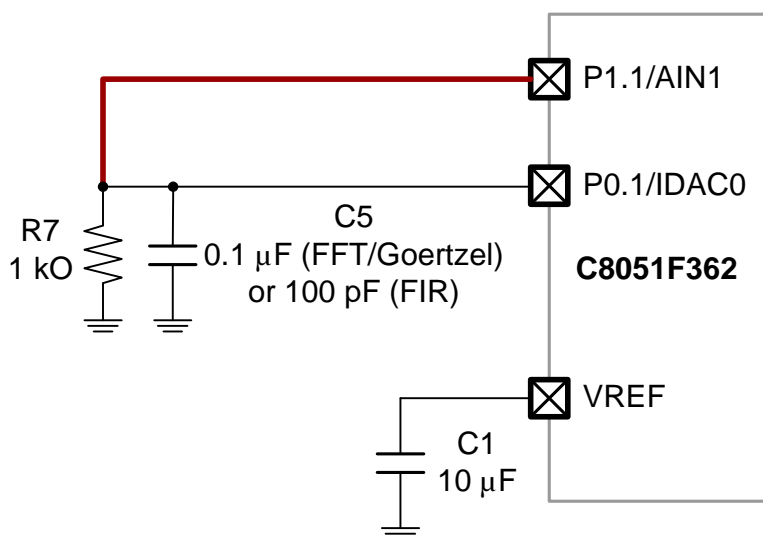 P1.1/AIN1
P0.1/IDAC0
C5
R7
1 kO
0.1 μF (FFT/Goertzel)
or 100 pF (FIR)
C8051F362
VREF
C1
10 μF